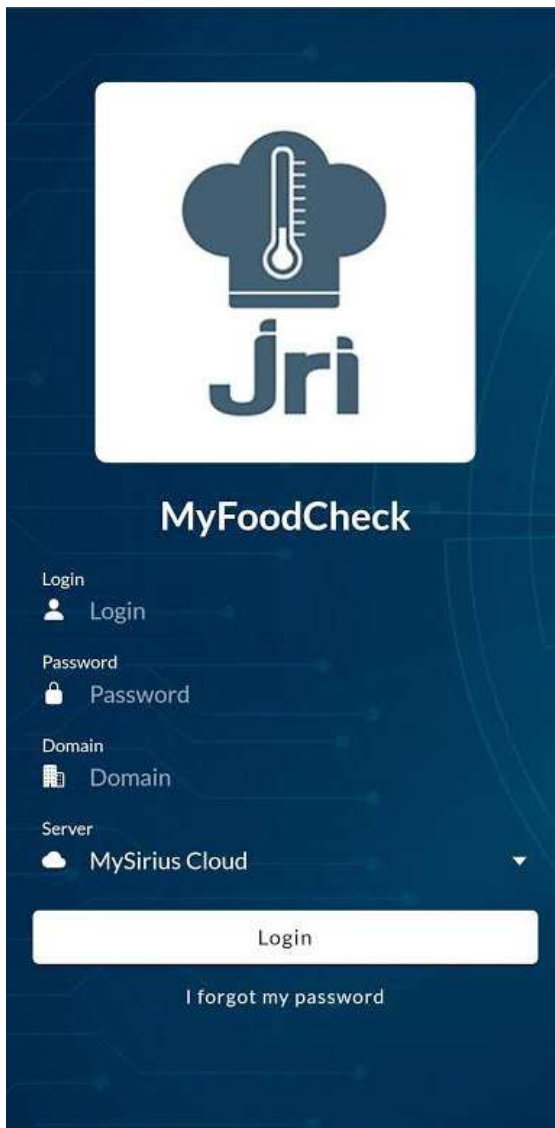 jri
MyFoodCheck
Login
Login
Password
Password
Domain
Domain
Server
MySirius Cloud
Login
I forgot my password